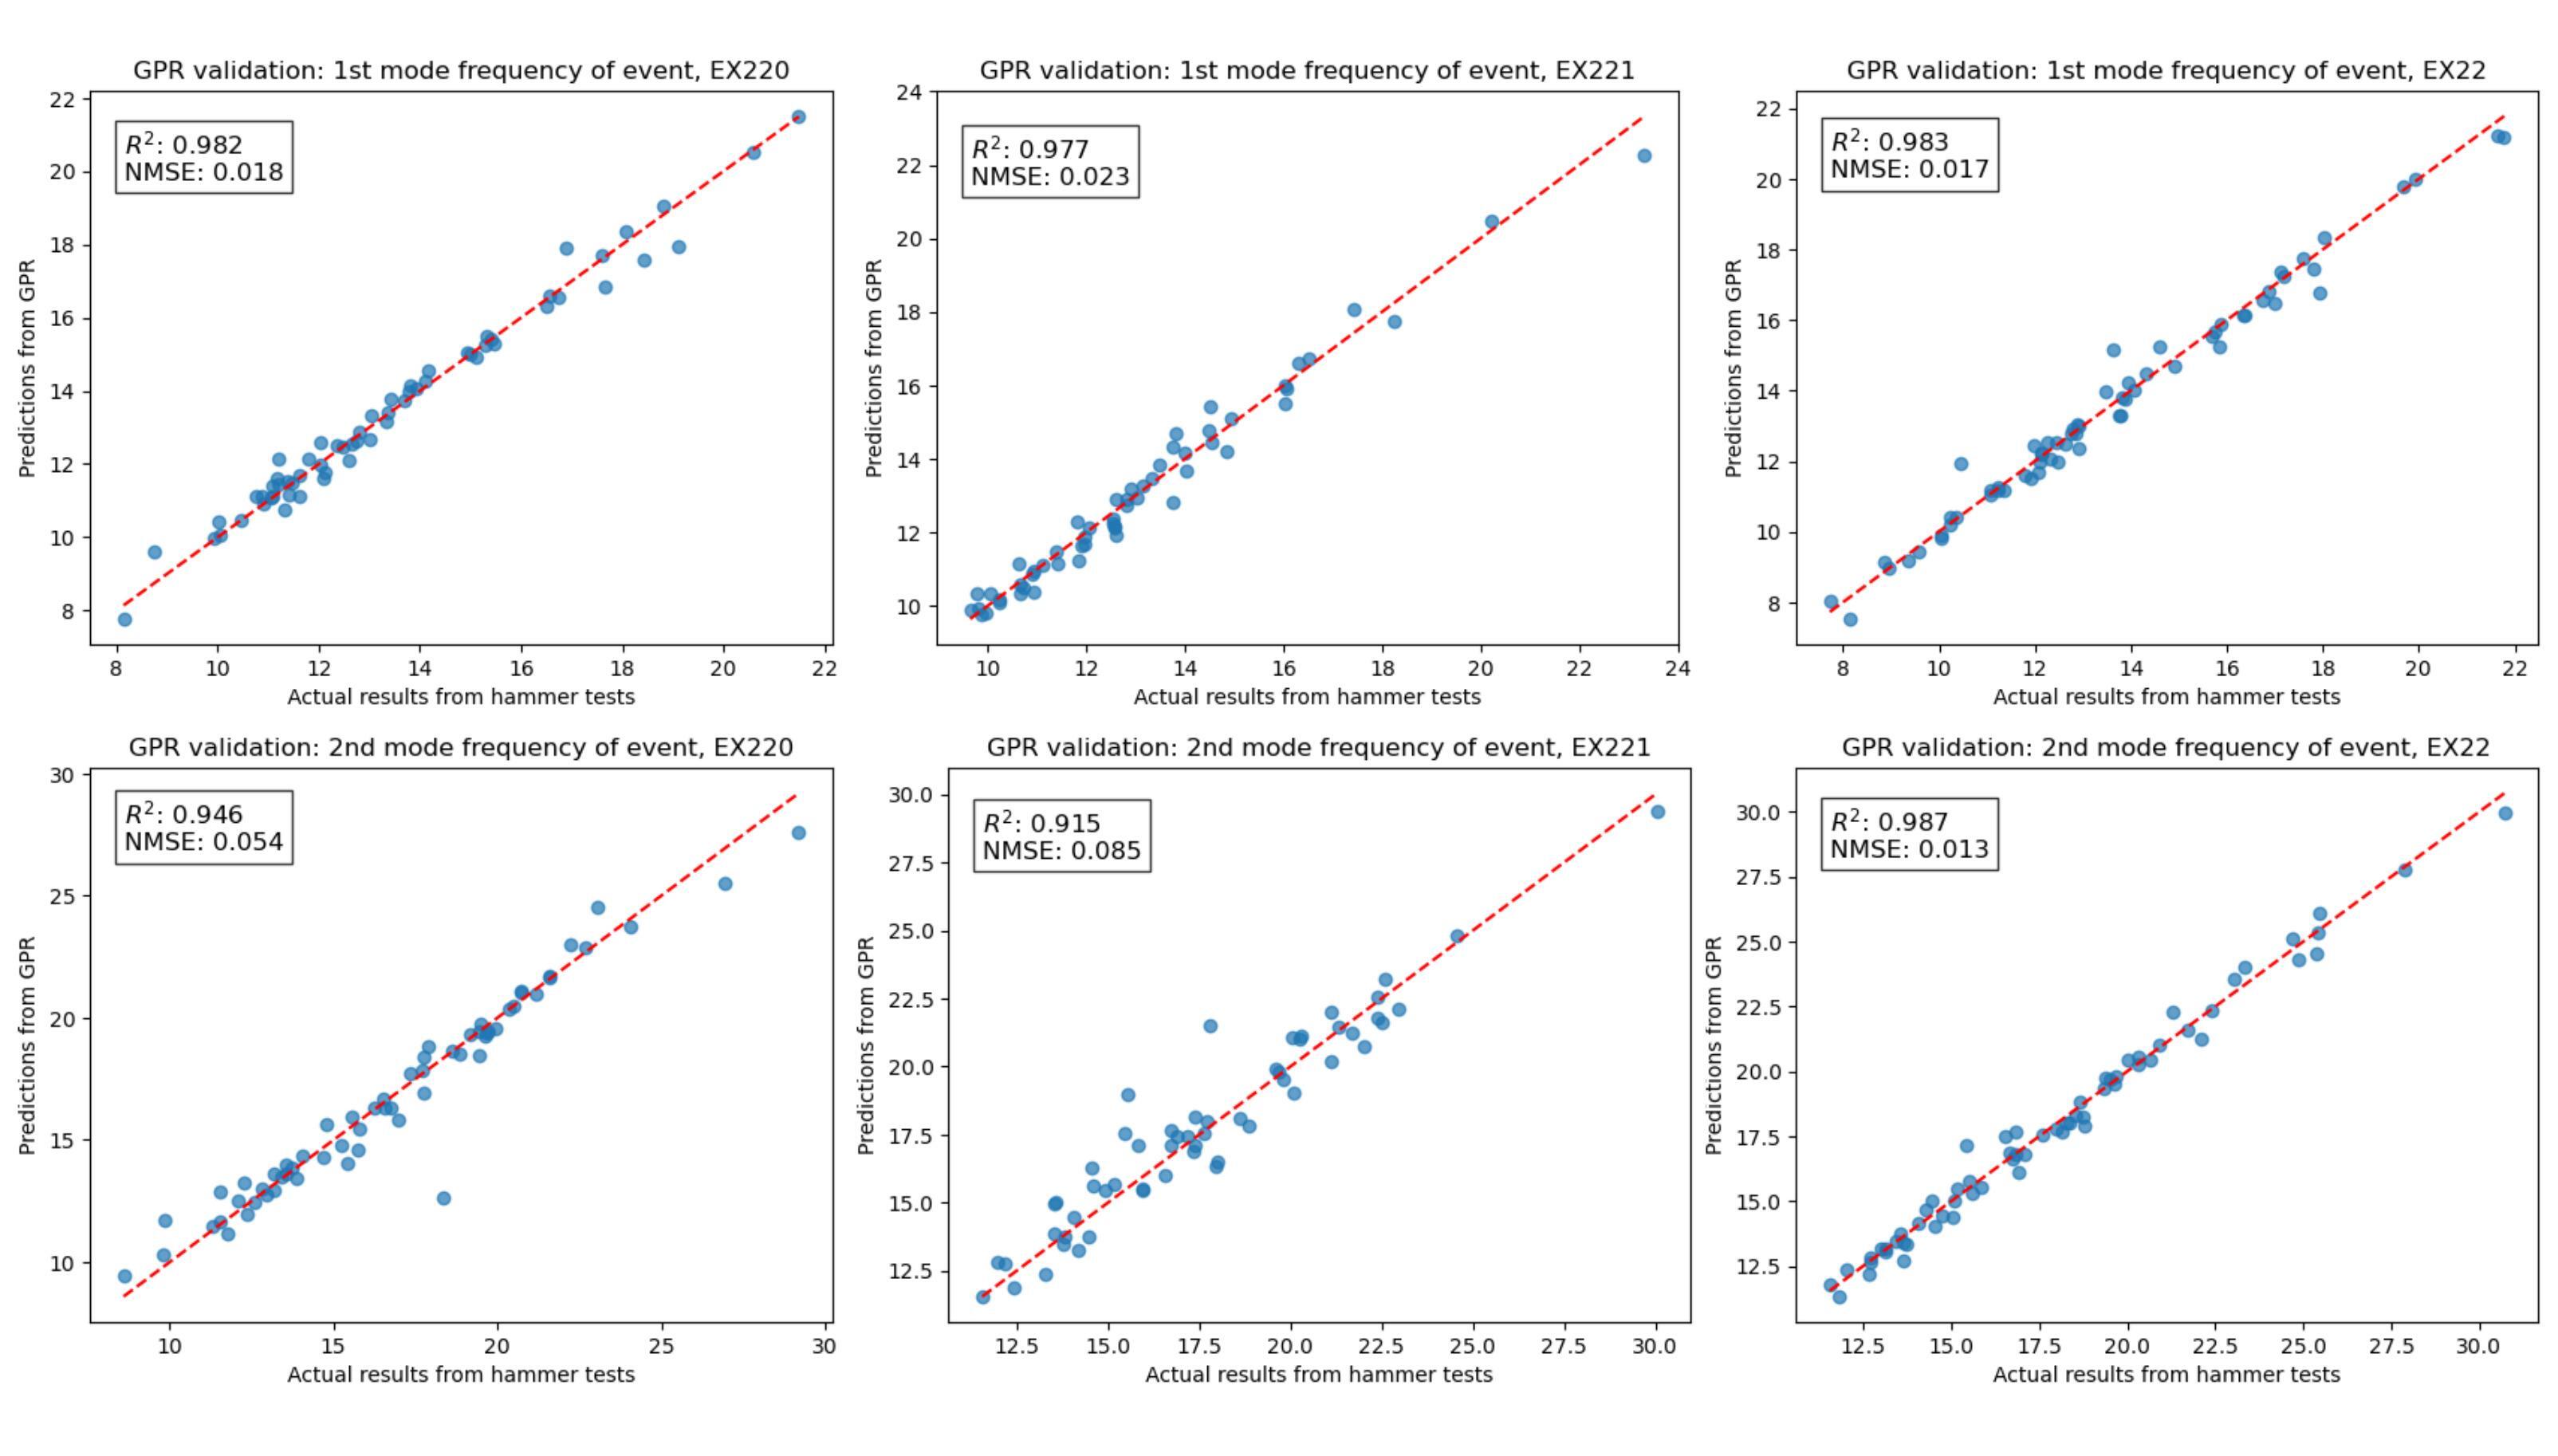 GPR validation: 1st mode frequency of event, EX220
R²: 0.982
NMSE: 0.018
Predictions from GPR
22
20
18
16
14
12
10
8
8 10 12 14 16 18 20 22
Actual results from hammer tests
GPR validation: 1st mode frequency of event, EX221
R²: 0.977
NMSE: 0.023
Predictions from GPR
24
22
20
18
16
14
12
10
10 12 14 16 18 20 22 24
Actual results from hammer tests
GPR validation: 1st mode frequency of event, EX22
R²: 0.983
NMSE: 0.017
Predictions from GPR
22
20
18
16
14
12
10
8
8 10 12 14 16 18 20 22
Actual results from hammer tests
GPR validation: 2nd mode frequency of event, EX220
R²: 0.946
NMSE: 0.054
Predictions from GPR
30
25
20
15
10
10 15 20 25 30
Actual results from hammer tests
GPR validation: 2nd mode frequency of event, EX221
R²: 0.915
NMSE: 0.085
Predictions from GPR
30.0
27.5
25.0
22.5
20.0
17.5
15.0
12.5
12.5 15.0 17.5 20.0 22.5 25.0 27.5 30.0
Actual results from hammer tests
GPR validation: 2nd mode frequency of event, EX22
R²: 0.987
NMSE: 0.013
Predictions from GPR
30.0
27.5
25.0
22.5
20.0
17.5
15.0
12.5
12.5 15.0 17.5 20.0 22.5 25.0 27.5 30.0
Actual results from hammer tests